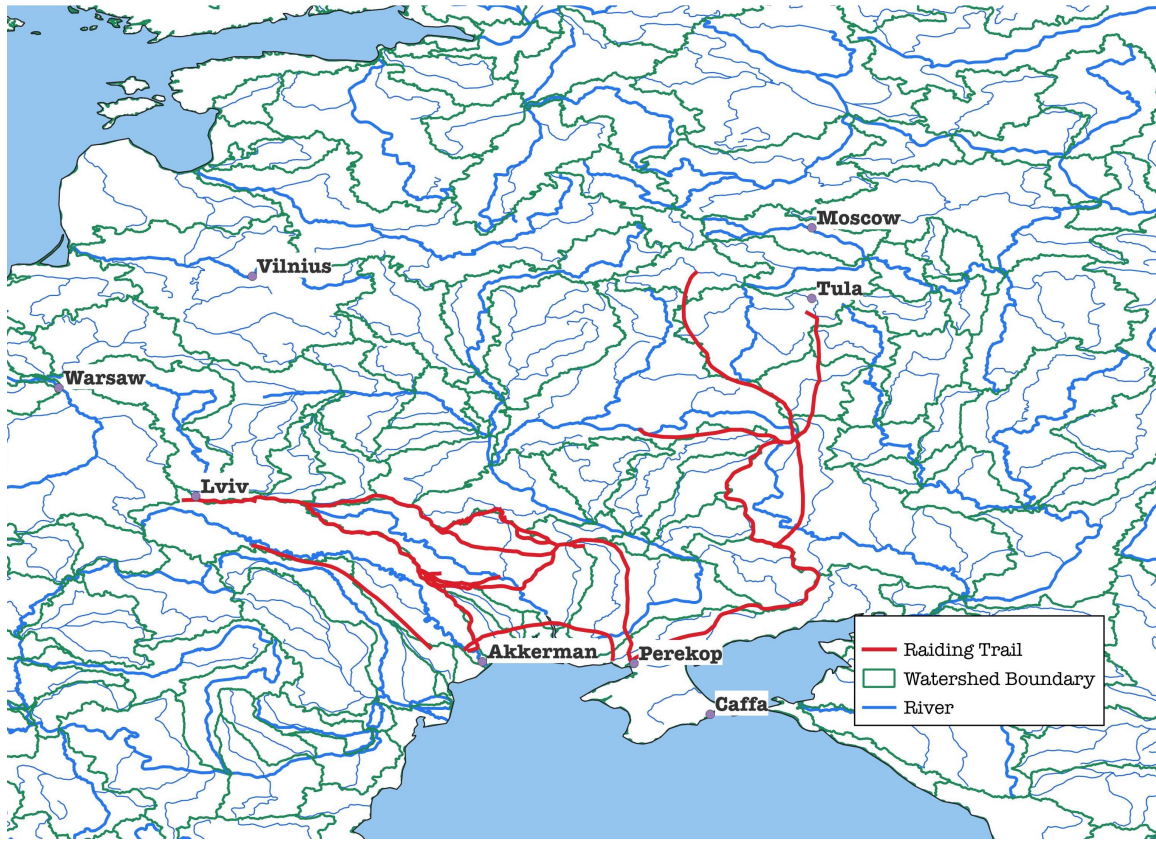 Moscow
Vilnius
Tula
Warsaw
Lviv
Akkerman
Perekop
Caffa
Raiding Trail
Watershed Boundary
River